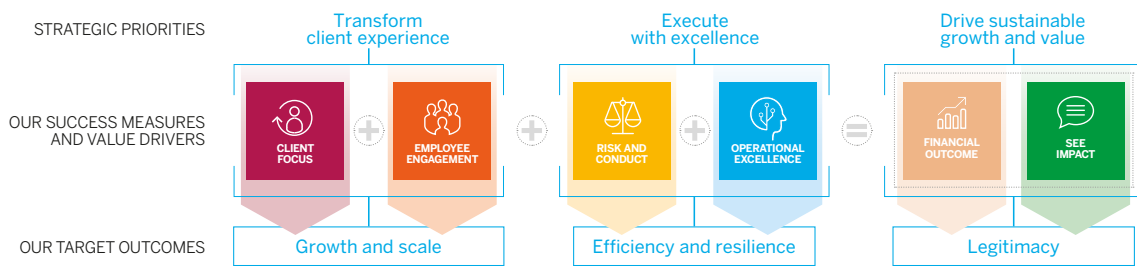 STRATEGIC PRIORITIES
Transform
client experience
Execute
with excellence
Drive sustainable
growth and value
OUR SUCCESS MEASURES
AND VALUE DRIVERS
CLIENT
FOCUS
+
EMPLOYEE
ENGAGEMENT
+
RISK AND
CONDUCT
+
OPERATIONAL
EXCELLENCE
=
FINANCIAL
OUTCOME
SEE
IMPACT
OUR TARGET OUTCOMES
Growth and scale
Efficiency and resilience
Legitimacy